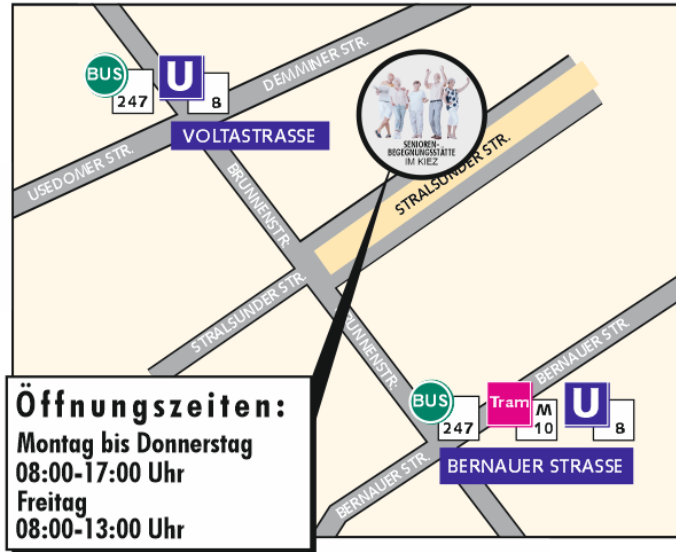 DEMMINER STR.
BUS
247
U
8
VOLTASTRASSE
USEDOMER STR.
BRUNNENSTR.
SENIOREN-
BEGEGNUNGSSTÄTTE
IM KIEZ
STRALSUNDER STR.
STRALSUNDER STR.
BRUNNENSTR.
BERNAUER STR.
BUS
247
Tram
M
10
U
8
BERNAUER STRASSE
BERNAUER STR.
Öffnungszeiten:
Montag bis Donnerstag
08:00-17:00 Uhr
Freitag
08:00-13:00 Uhr